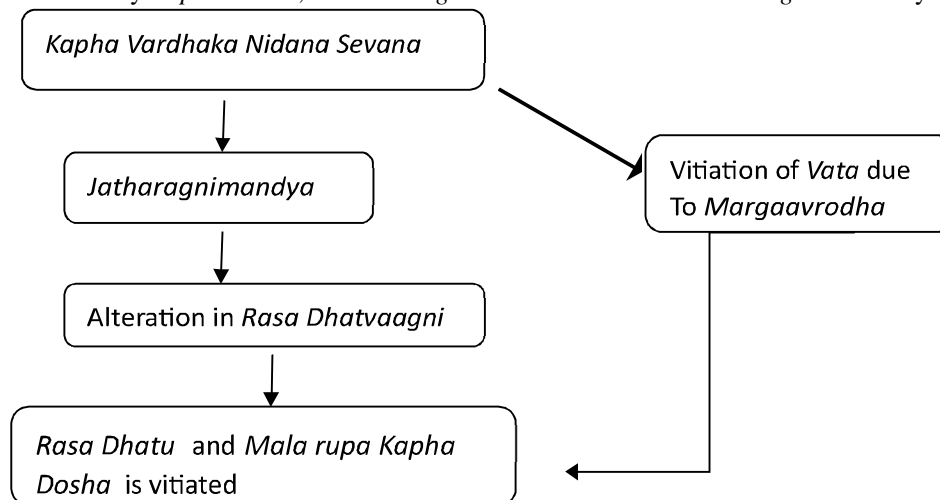 Kapha Vardhaka Nidana Sevana
Jatharagnimandya
Vitiation of Vata due
To Margaavrodha
Alteration in Rasa Dhatvaagni
Rasa Dhatu and Mala rupa Kapha
Dosha is vitiated